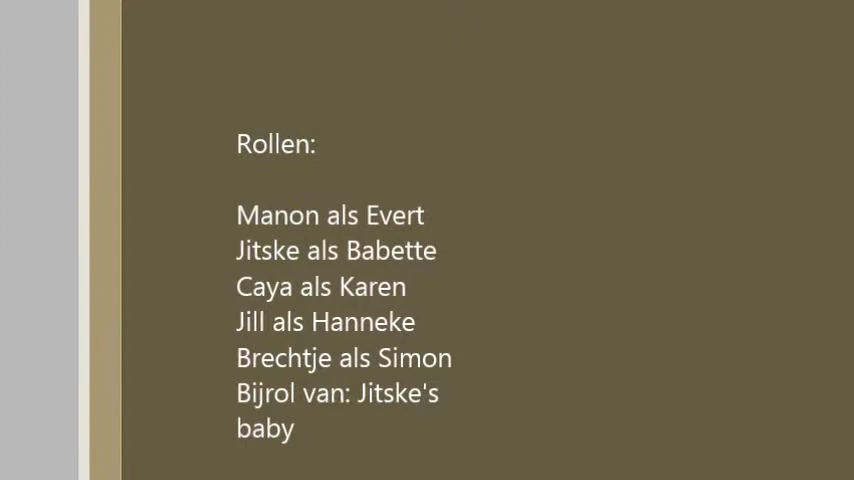 Rollen:
Manon als Evert
Jitske als Babette
Caya als Karen
Jill als Hanneke
Brechtje als Simon
Bijrol van: Jitske's
baby